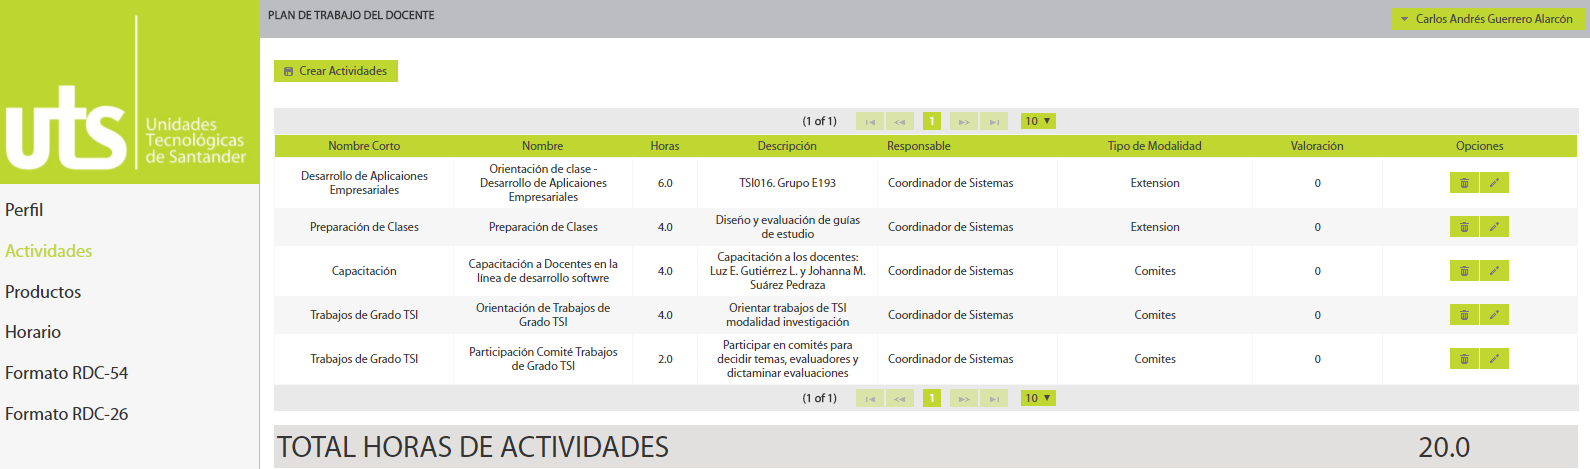 PLAN DE TRABAJO DEL DOCENTE
Carlos Andrés Guerrero Alarcón
uts
Unidades
Tecnológicas
de Santander
Perfil
Actividades
Productos
Horario
Formato RDC-54
Formato RDC-26
Crear Actividades
(1 of 1) 1 10
Nombre Corto Nombre Horas Descripción Responsable Tipo de Modalidad Valoración Opciones
Desarrollo de Aplicaiones
Empresariales
Orientación de clase -
Desarrollo de Aplicaiones
Empresariales
6.0
TSI016. Grupo E193
Coordinador de Sistemas
Extension
0
Preparación de Clases
Preparación de Clases
4.0
Diseño y evaluación de guías
de estudio
Coordinador de Sistemas
Extension
0
Capacitación
Capacitación a Docentes en la
línea de desarrollo softwre
4.0
Capacitación a los docentes:
Luz E. Gutiérrez L. y Johanna M.
Suárez Pedraza
Coordinador de Sistemas
Comites
0
Trabajos de Grado TSI
Orientación de Trabajos de
Grado TSI
4.0
Orientar trabajos de TSI
modalidad investigación
Coordinador de Sistemas
Comites
0
Trabajos de Grado TSI
Participación Comité Trabajos
de Grado TSI
2.0
Participar en comités para
decidir temas, evaluadores y
dictaminar evaluaciones
Coordinador de Sistemas
Comites
0
(1 of 1) 1 10
TOTAL HORAS DE ACTIVIDADES 20.0